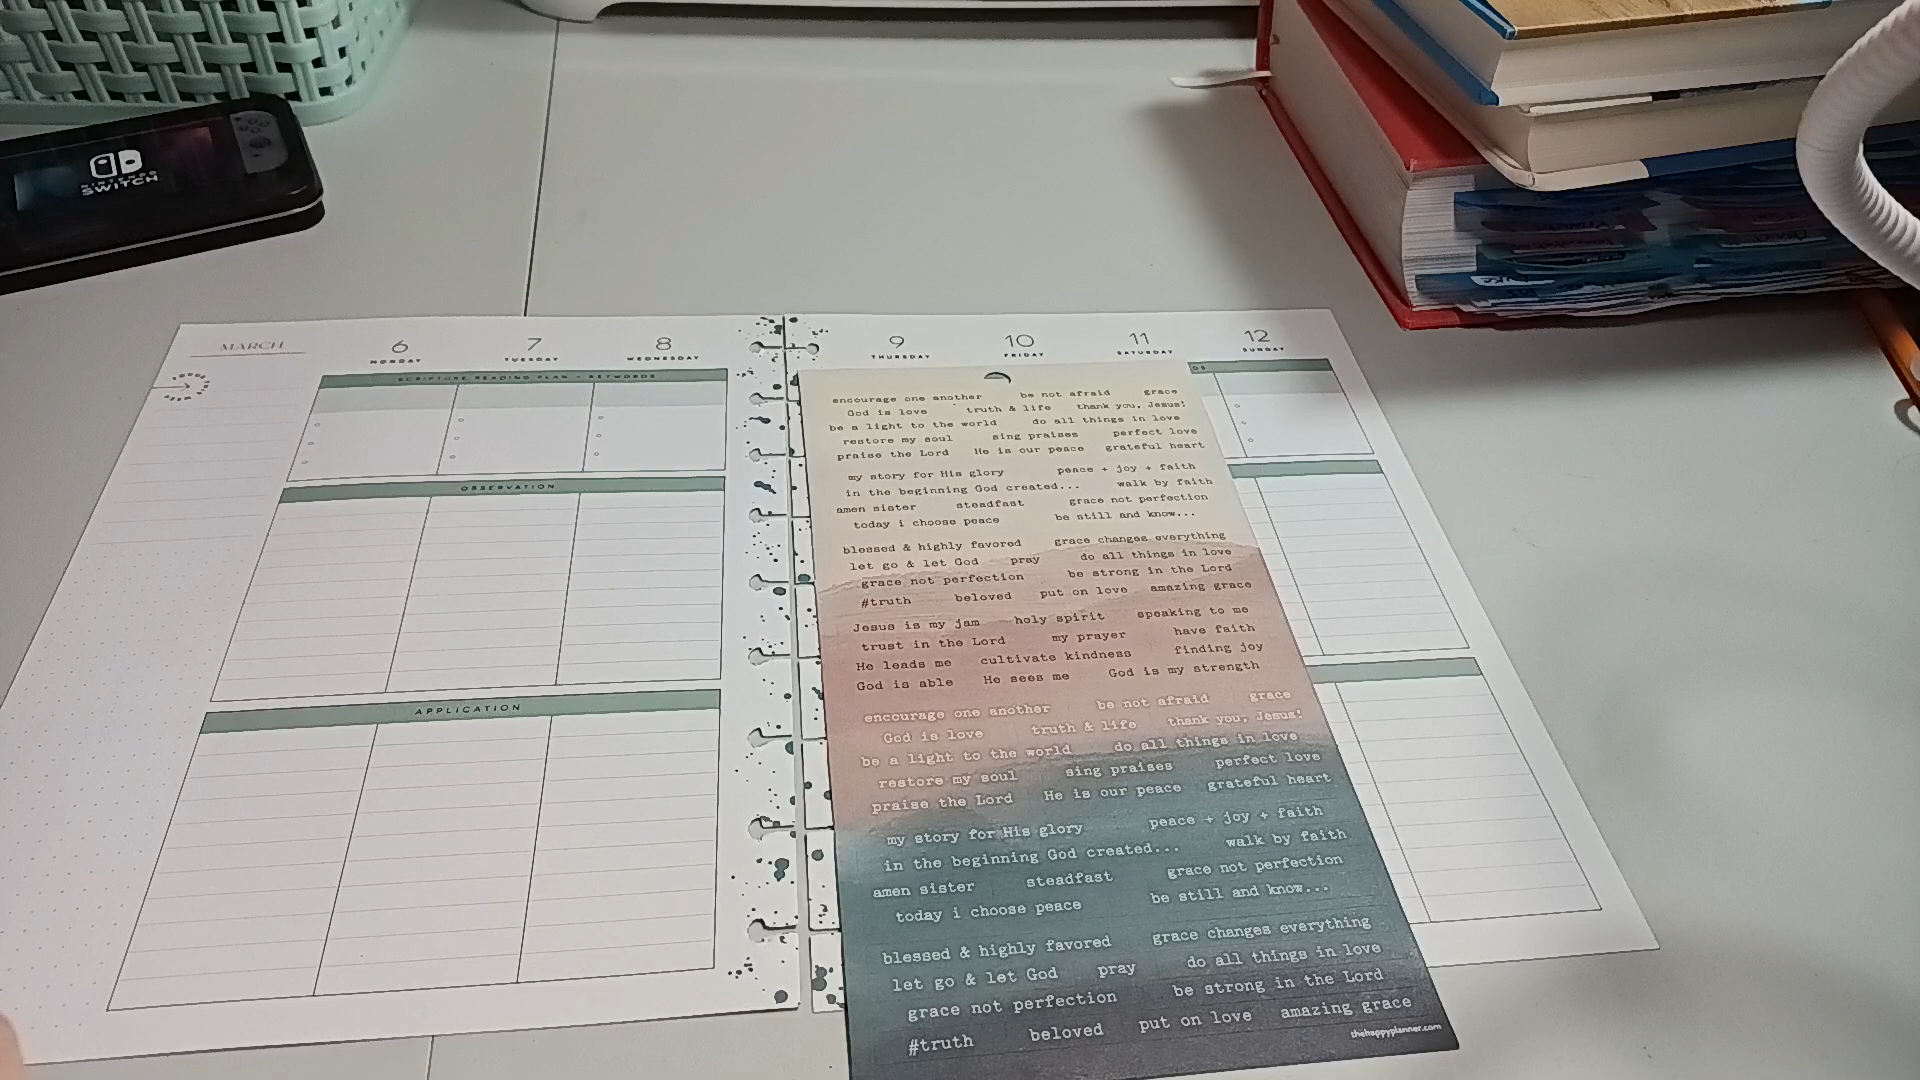 NINTENDO
SWITCH
MARCH
6 7 8
MONDAY TUESDAY WEDNESDAY
SCRIPTURE READING PLAN + KEYWORDS
OBSERVATION
APPLICATION
9 10 11 12
THURSDAY FRIDAY SATURDAY SUNDAY
DS
encourage one another be not afraid grace
God is love truth & life thank you, Jesus!
be a light to the world do all things in love
restore my soul sing praises perfect love
praise the Lord He is our peace grateful heart
my story for His glory peace + joy + faith
in the beginning God created... walk by faith
amen sister steadfast grace not perfection
today i choose peace be still and know...
blessed & highly favored grace changes everything
let go & let God pray do all things in love
grace not perfection be strong in the Lord
#truth beloved put on love amazing grace
Jesus is my jam holy spirit speaking to me
trust in the Lord my prayer have faith
He leads me cultivate kindness finding joy
God is able He sees me God is my strength
encourage one another be not afraid grace
God is love truth & life thank you, Jesus!
be a light to the world do all things in love
restore my soul sing praises perfect love
praise the Lord He is our peace grateful heart
my story for His glory peace + joy + faith
in the beginning God created... walk by faith
amen sister steadfast grace not perfection
today i choose peace be still and know...
blessed & highly favored grace changes everything
let go & let God pray do all things in love
grace not perfection be strong in the Lord
#truth beloved put on love amazing grace
thehappyplanner.com